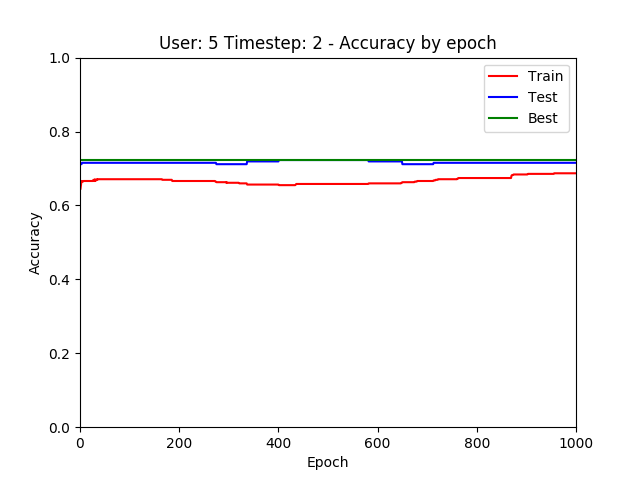 User: 5 Timestep: 2 - Accuracy by epoch
Train
Test
Best
1.0
0.8
0.6
0.4
0.2
0.0
Accuracy
0 200 400 600 800 1000
Epoch